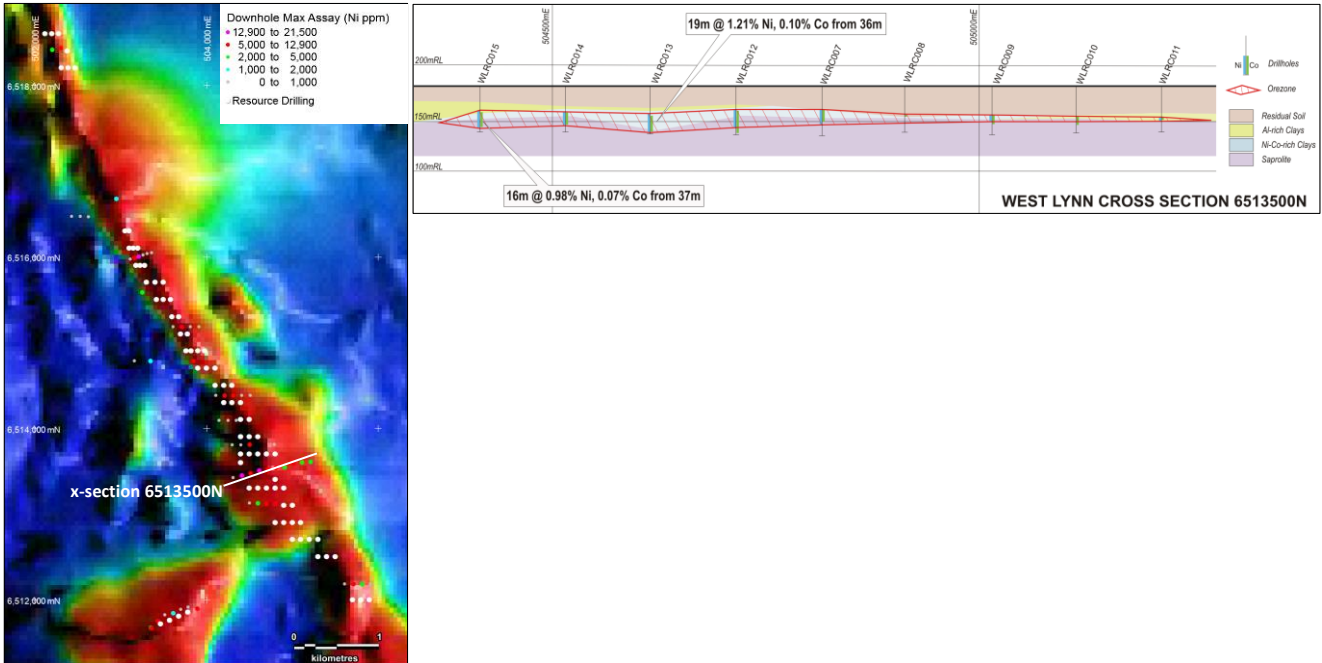 Downhole Max Assay (Ni ppm)
12,900 to 21,500
5,000 to 12,900
2,000 to 5,000
1,000 to 2,000
0 to 1,000
Resource Drilling
502,000 mE
504,000 mE
6,518,000 mN
6,516,000 mN
6,514,000 mN
x-section 6513500N
6,512,000 mN
0 1
kilometres
19m @ 1.21% Ni, 0.10% Co from 36m
504500mE
505000mE
200mRL
WLRC015
WLRC014
WLRC013
WLRC012
WLRC007
WLRC008
WLRC009
WLRC010
WLRC011
150mRL
100mRL
16m @ 0.98% Ni, 0.07% Co from 37m
Ni Co Drillholes
Orezone
Residual Soil
Al-rich Clays
Ni-Co-rich Clays
Saprolite
WEST LYNN CROSS SECTION 6513500N